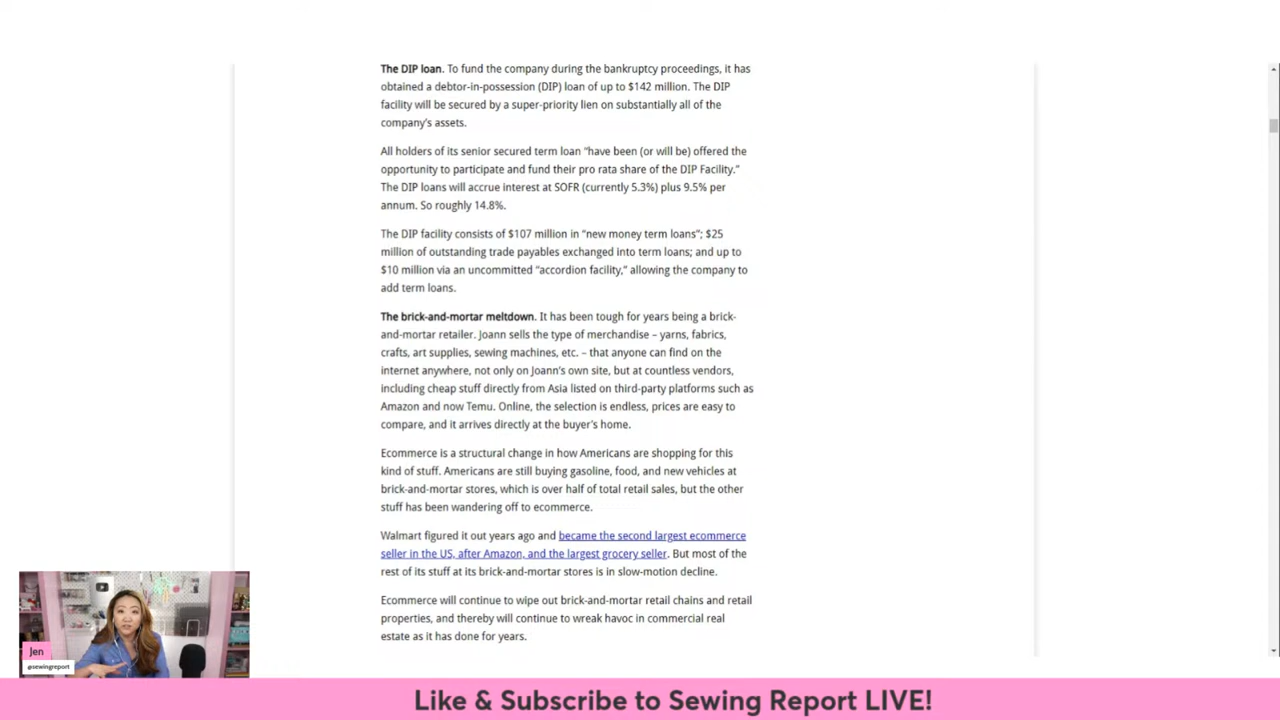 The DIP loan. To fund the company during the bankruptcy proceedings, it has
obtained a debtor-in-possession (DIP) loan of up to $142 million. The DIP
facility will be secured by a super-priority lien on substantially all of the
company's assets.
All holders of its senior secured term loan “have been (or will be) offered the
opportunity to participate and fund their pro rata share of the DIP Facility.”
The DIP loans will accrue interest at SOFR (currently 5.3%) plus 9.5% per
annum. So roughly 14.8%.
The DIP facility consists of $107 million in “new money term loans”; $25
million of outstanding trade payables exchanged into term loans; and up to
$10 million via an uncommitted “accordion facility,” allowing the company to
add term loans.
The brick-and-mortar meltdown. It has been tough for years being a brick-
and-mortar retailer. Joann sells the type of merchandise – yarns, fabrics,
crafts, art supplies, sewing machines, etc. – that anyone can find on the
internet anywhere, not only on Joann's own site, but at countless vendors,
including cheap stuff directly from Asia listed on third-party platforms such as
Amazon and now Temu. Online, the selection is endless, prices are easy to
compare, and it arrives directly at the buyer's home.
Ecommerce is a structural change in how Americans are shopping for this
kind of stuff. Americans are still buying gasoline, food, and new vehicles at
brick-and-mortar stores, which is over half of total retail sales, but the other
stuff has been wandering off to ecommerce.
Walmart figured it out years ago and became the second largest ecommerce
seller in the US, after Amazon, and the largest grocery seller. But most of the
rest of its stuff at its brick-and-mortar stores is in slow-motion decline.
Ecommerce will continue to wipe out brick-and-mortar retail chains and retail
properties, and thereby will continue to wreak havoc in commercial real
estate as it has done for years.
Jen
@sewingreport
Like & Subscribe to Sewing Report LIVE!